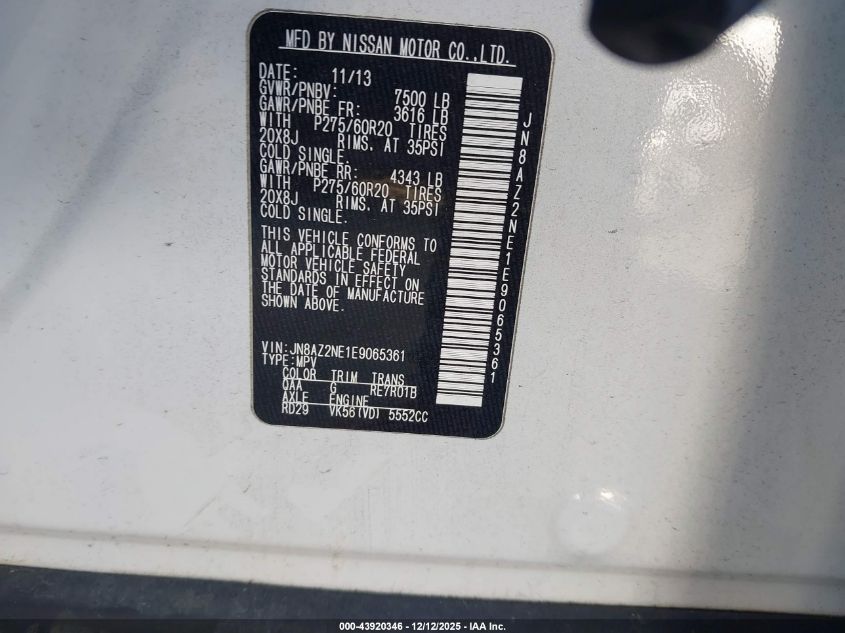 MFD BY NISSAN MOTOR CO.,LTD.
DATE: 11/13
GVWR/PNBV: 7500 LB
GAWR/PNBE FR: 3616 LB
WITH P275/60R20 TIRES
20X8J RIMS. AT 35PSI
COLD SINGLE.
GAWR/PNBE RR: 4343 LB
WITH P275/60R20 TIRES
20X8J RIMS. AT 35PSI
COLD SINGLE.
THIS VEHICLE CONFORMS TO
ALL APPLICABLE FEDERAL
MOTOR VEHICLE SAFETY
STANDARDS IN EFFECT ON
THE DATE OF MANUFACTURE
SHOWN ABOVE.
VIN:JN8AZ2NE1E9065361
TYPE:MPV
COLOR TRIM TRANS
QAA G RE7R01B
AXLE ENGINE
RD29 VK56(VD) 5552CC
JN8AZ2NE1E9065361
000-43920346 - 12/12/2025 - IAA Inc.